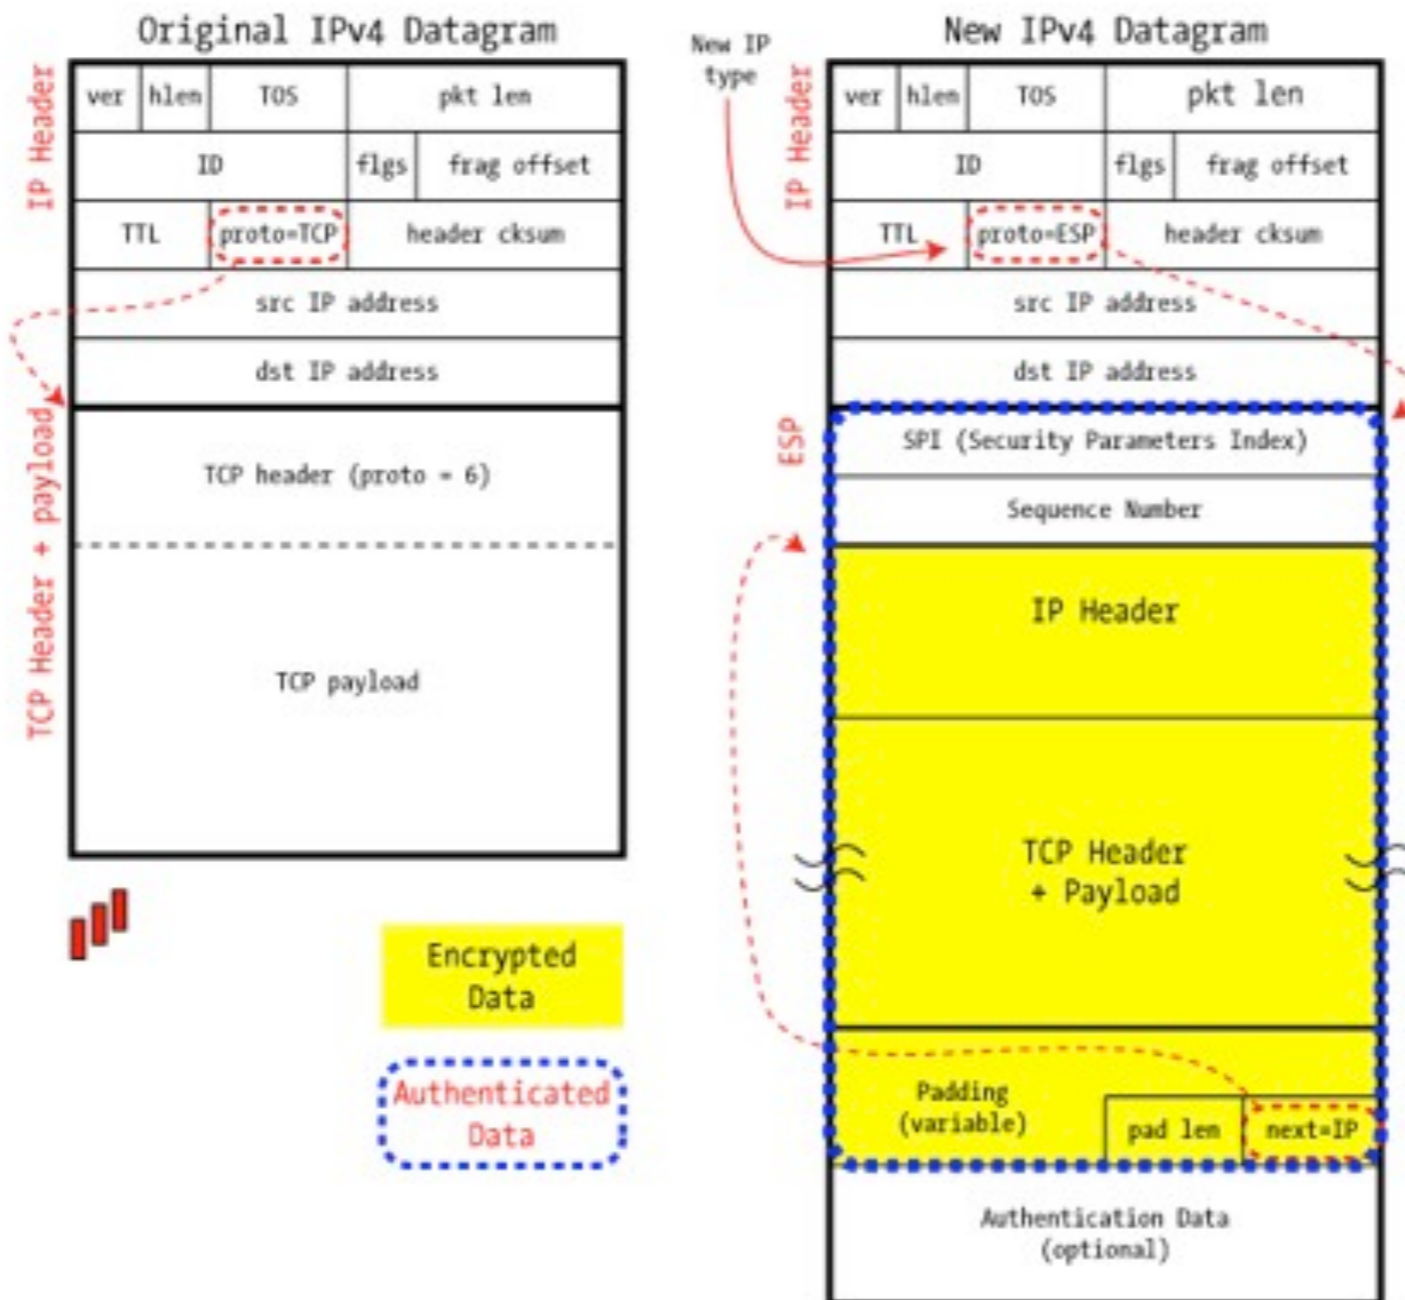 Original IPv4 Datagram
IP Header
ver hlen TOS pkt len
ID flgs frag offset
TTL proto=TCP header cksum
src IP address
dst IP address
TCP Header + payload
TCP header (proto = 6)
TCP payload
Encrypted
Data
Authenticated
Data
New IPv4 Datagram
New IP
type
IP Header
ver hlen TOS pkt len
ID flgs frag offset
TTL proto=ESP header cksum
src IP address
dst IP address
ESP
SPI (Security Parameters Index)
Sequence Number
IP Header
TCP Header
+ Payload
Padding
(variable)
pad len next=IP
Authentication Data
(optional)